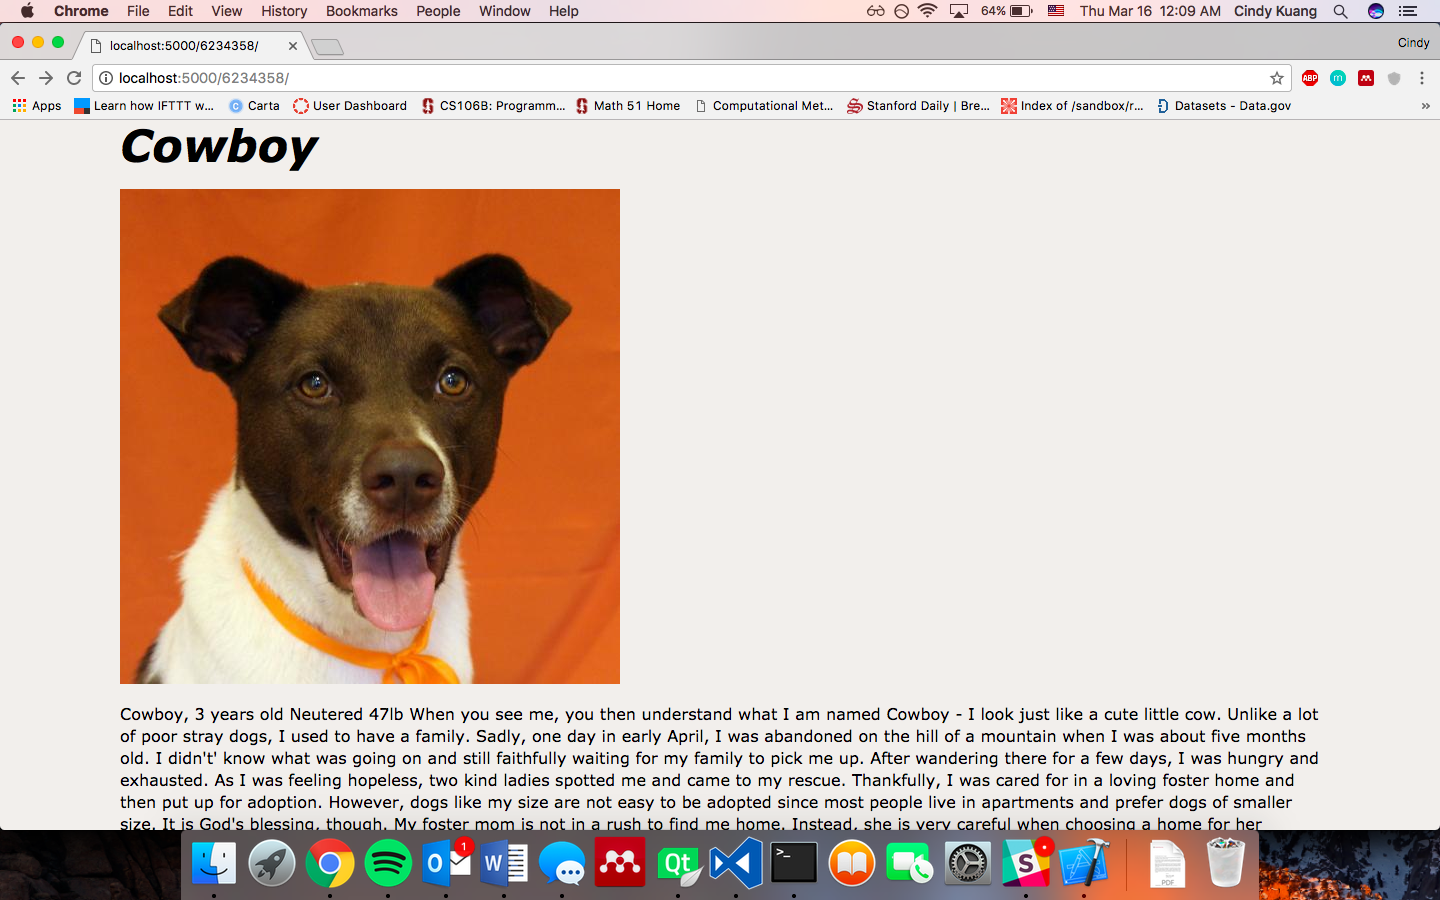 Chrome File Edit View History Bookmarks People Window Help 64% Thu Mar 16 12:09 AM Cindy Kuang
localhost:5000/6234358/ Cindy
localhost:5000/6234358/ ABP m
Apps Learn how IFTTT w... C Carta User Dashboard CS106B: Programm... Math 51 Home Computational Met... Stanford Daily | Bre... Index of /sandbox/r... Datasets - Data.gov »
Cowboy
Cowboy, 3 years old Neutered 47lb When you see me, you then understand what I am named Cowboy - I look just like a cute little cow. Unlike a lot
of poor stray dogs, I used to have a family. Sadly, one day in early April, I was abandoned on the hill of a mountain when I was about five months
old. I didn't' know what was going on and still faithfully waiting for my family to pick me up. After wandering there for a few days, I was hungry and
exhausted. As I was feeling hopeless, two kind ladies spotted me and came to my rescue. Thankfully, I was cared for in a loving foster home and
then put up for adoption. However, dogs like my size are not easy to be adopted since most people live in apartments and prefer dogs of smaller
size. It is God's blessing, though. My foster mom is not in a rush to find me home. Instead, she is very careful when choosing a home for her
O 1 W Qt >_ S PDF